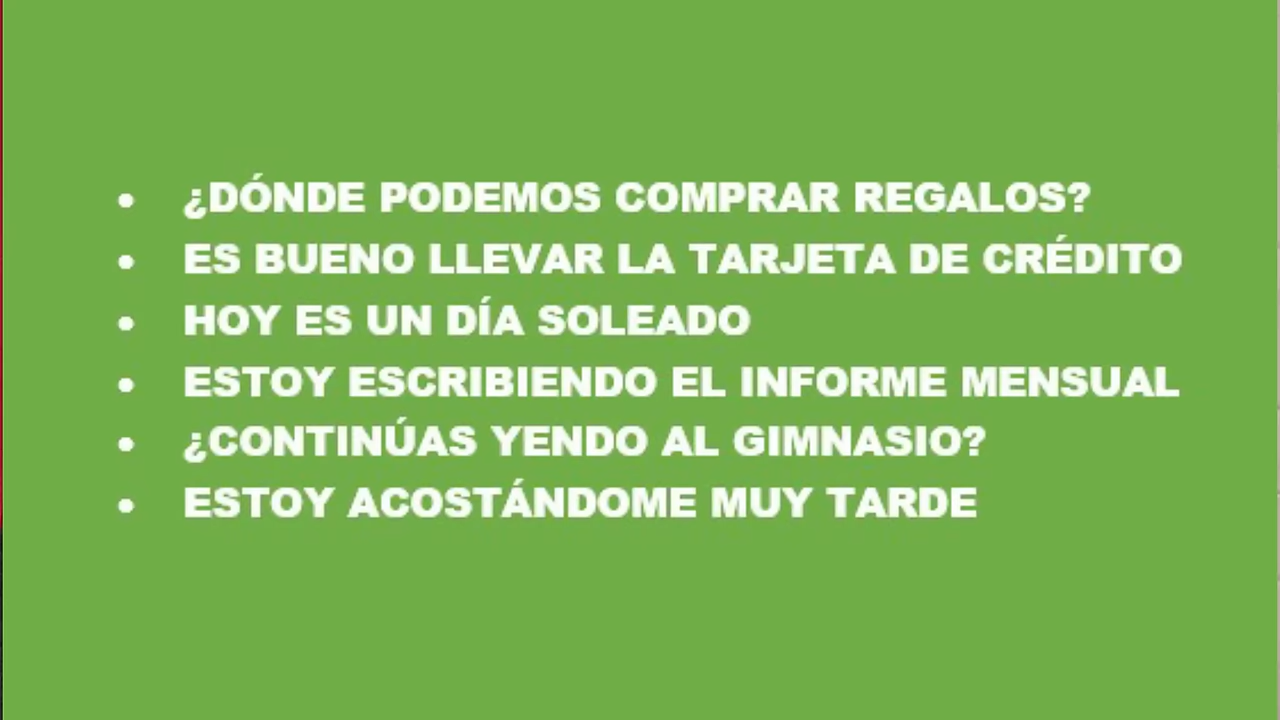 • ¿DÓNDE PODEMOS COMPRAR REGALOS?
• ES BUENO LLEVAR LA TARJETA DE CRÉDITO
• HOY ES UN DÍA SOLEADO
• ESTOY ESCRIBIENDO EL INFORME MENSUAL
• ¿CONTINÚAS YENDO AL GIMNASIO?
• ESTOY ACOSTÁNDOME MUY TARDE